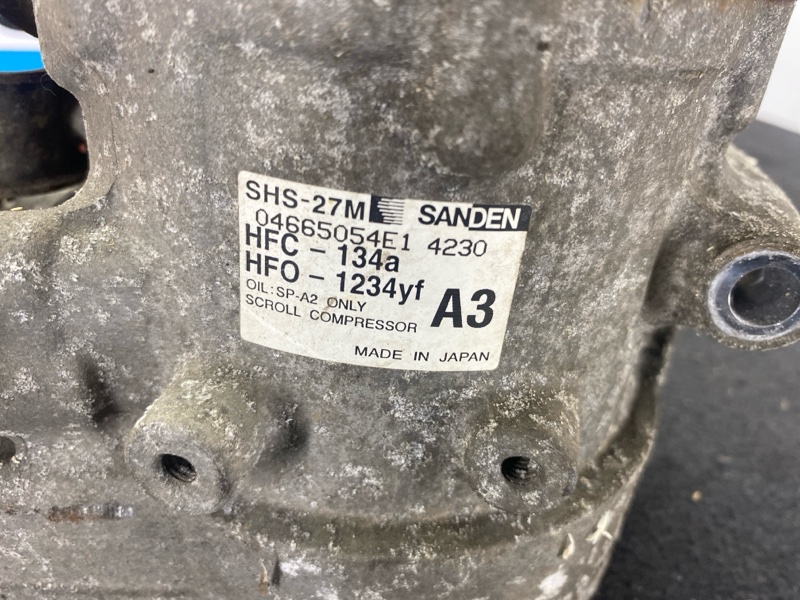 SHS-27M SANDEN
04665054E1 4230
HFC - 134a
HFO - 1234yf
OIL:SP-A2 ONLY A3
SCROLL COMPRESSOR
MADE IN JAPAN